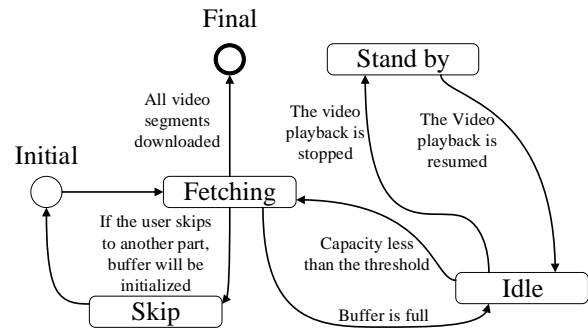 Final
Stand by
All video
segments
downloaded
The video
playback is
stopped
The Video
playback is
resumed
Initial
Fetching
If the user skips
to another part,
buffer will be
initialized
Capacity less
than the threshold
Idle
Skip
Buffer is full